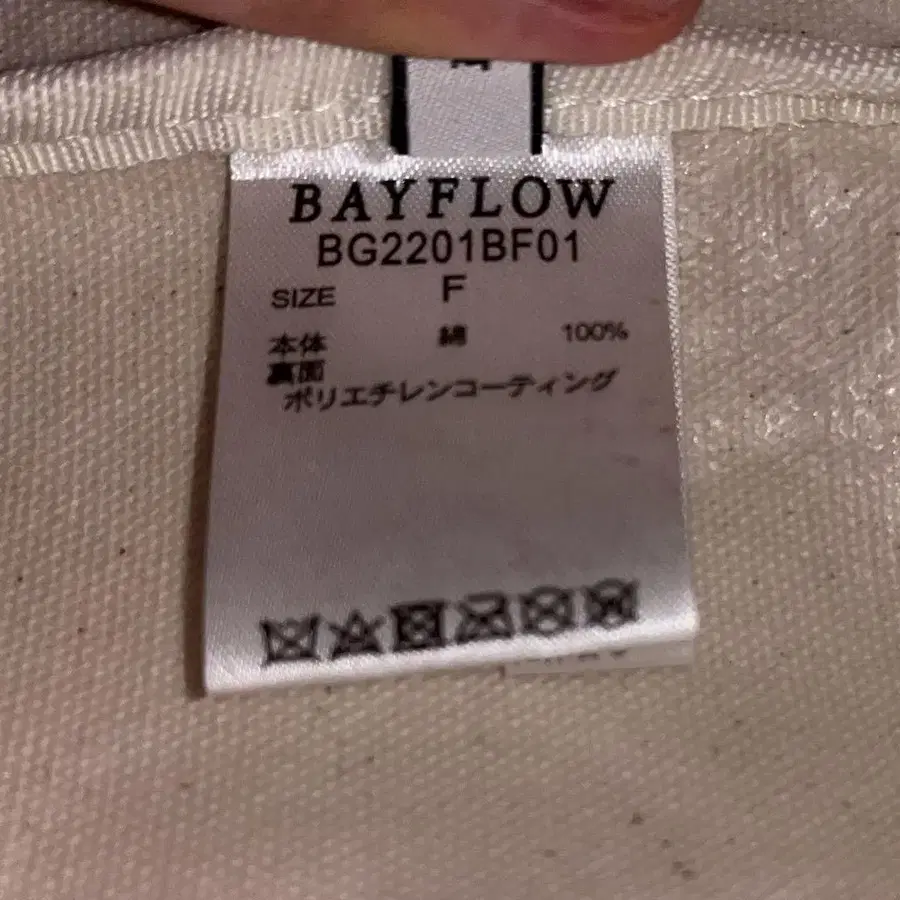 BAYFLOW
BG2201BF01
SIZE F
本体 綿 100%
裏面
ポリエチレンコーティング